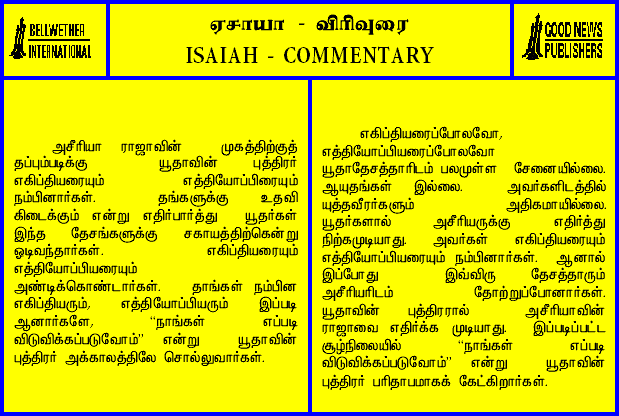 BELLWETHER
INTERNATIONAL
ஏசாயா - விரிவுரை
ISAIAH - COMMENTARY
GOOD NEWS
PUBLISHERS
அசீரியா ராஜாவின் முகத்திற்குத்
தப்பும்படிக்கு யூதாவின் புத்திரர்
எகிப்தியரையும் எத்தியோப்பிரையும்
நம்பினார்கள். தங்களுக்கு உதவி
கிடைக்கும் என்று எதிர்பார்த்து யூதர்கள்
இந்த தேசங்களுக்கு சகாயத்திற்கென்று
ஓடிவந்தார்கள். எகிப்தியரையும்
எத்தியோப்பியரையும்
அண்டிக்கொண்டார்கள். தாங்கள் நம்பின
எகிப்தியரும், எத்தியோப்பியரும் இப்படி
ஆனார்களே, “நாங்கள் எப்படி
விடுவிக்கப்படுவோம்” என்று யூதாவின்
புத்திரர் அக்காலத்திலே சொல்லுவார்கள்.
எகிப்தியரைப்போலவோ,
எத்தியோப்பியரைப்போலவோ
யூதாதேசத்தாரிடம் பலமுள்ள சேனையில்லை.
ஆயுதங்கள் இல்லை. அவர்களிடத்தில்
யுத்தவீரர்களும் அதிகமாயில்லை.
யூதர்களால் அசீரியருக்கு எதிர்த்து
நிற்கமுடியாது. அவர்கள் எகிப்தியரையும்
எத்தியோப்பியரையும் நம்பினார்கள். ஆனால்
இப்போது இவ்விரு தேசத்தாரும்
அசீரியரிடம் தோற்றுப்போனார்கள்.
யூதாவின் புத்திரரால் அசீரியாவின்
ராஜாவை எதிர்க்க முடியாது. இப்படிப்பட்ட
சூழ்நிலையில் “நாங்கள் எப்படி
விடுவிக்கப்படுவோம்” என்று யூதாவின்
புத்திரர் பரிதாபமாகக் கேட்கிறார்கள்.